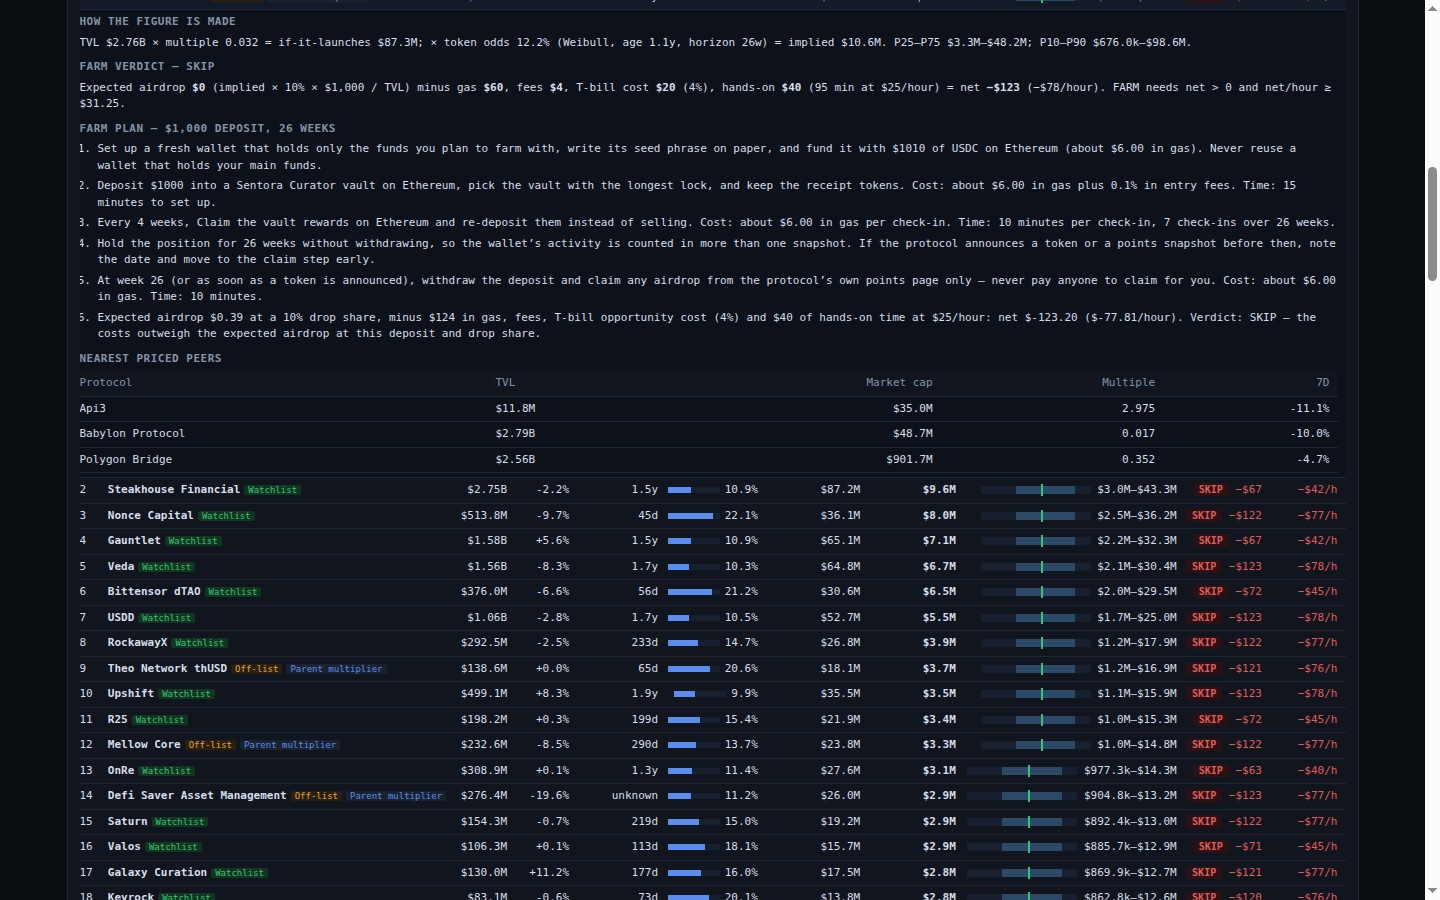 HOW THE FIGURE IS MADE
TVL $2.76B × multiple 0.032 = if-it-launches $87.3M; × token odds 12.2% (Weibull, age 1.1y, horizon 26w) = implied $10.6M. P25–P75 $3.3M–$48.2M; P10–P90 $676.0k–$98.6M.
FARM VERDICT — SKIP
Expected airdrop $0 (implied × 10% × $1,000 / TVL) minus gas $60, fees $4, T-bill cost $20 (4%), hands-on $40 (95 min at $25/hour) = net −$123 (−$78/hour). FARM needs net > 0 and net/hour ≥
$31.25.
FARM PLAN — $1,000 DEPOSIT, 26 WEEKS
1. Set up a fresh wallet that holds only the funds you plan to farm with, write its seed phrase on paper, and fund it with $1010 of USDC on Ethereum (about $6.00 in gas). Never reuse a
wallet that holds your main funds.
2. Deposit $1000 into a Sentora Curator vault on Ethereum, pick the vault with the longest lock, and keep the receipt tokens. Cost: about $6.00 in gas plus 0.1% in entry fees. Time: 15
minutes to set up.
3. Every 4 weeks, Claim the vault rewards on Ethereum and re-deposit them instead of selling. Cost: about $6.00 in gas per check-in. Time: 10 minutes per check-in, 7 check-ins over 26 weeks.
4. Hold the position for 26 weeks without withdrawing, so the wallet’s activity is counted in more than one snapshot. If the protocol announces a token or a points snapshot before then, note
the date and move to the claim step early.
5. At week 26 (or as soon as a token is announced), withdraw the deposit and claim any airdrop from the protocol’s own points page only — never pay anyone to claim for you. Cost: about $6.00
in gas. Time: 10 minutes.
6. Expected airdrop $0.39 at a 10% drop share, minus $124 in gas, fees, T-bill opportunity cost (4%) and $40 of hands-on time at $25/hour: net $-123.20 ($-77.81/hour). Verdict: SKIP — the
costs outweigh the expected airdrop at this deposit and drop share.
NEAREST PRICED PEERS
Protocol TVL Market cap Multiple 7D
Api3 $11.8M $35.0M 2.975 -11.1%
Babylon Protocol $2.79B $48.7M 0.017 -10.0%
Polygon Bridge $2.56B $901.7M 0.352 -4.7%
2 Steakhouse Financial Watchlist $2.75B -2.2% 1.5y 10.9% $87.2M $9.6M $3.0M–$43.3M SKIP −$67 −$42/h
3 Nonce Capital Watchlist $513.8M -9.7% 45d 22.1% $36.1M $8.0M $2.5M–$36.2M SKIP −$122 −$77/h
4 Gauntlet Watchlist $1.58B +5.6% 1.5y 10.9% $65.1M $7.1M $2.2M–$32.3M SKIP −$67 −$42/h
5 Veda Watchlist $1.56B -8.3% 1.7y 10.3% $64.8M $6.7M $2.1M–$30.4M SKIP −$123 −$78/h
6 Bittensor dTAO Watchlist $376.0M -6.6% 56d 21.2% $30.6M $6.5M $2.0M–$29.5M SKIP −$72 −$45/h
7 USDD Watchlist $1.06B -2.8% 1.7y 10.5% $52.7M $5.5M $1.7M–$25.0M SKIP −$123 −$78/h
8 RockawayX Watchlist $292.5M -2.5% 233d 14.7% $26.8M $3.9M $1.2M–$17.9M SKIP −$122 −$77/h
9 Theo Network thUSD Off-list Parent multiplier $138.6M +0.0% 65d 20.6% $18.1M $3.7M $1.2M–$16.9M SKIP −$121 −$76/h
10 Upshift Watchlist $499.1M +8.3% 1.9y 9.9% $35.5M $3.5M $1.1M–$15.9M SKIP −$123 −$78/h
11 R25 Watchlist $198.2M +0.3% 199d 15.4% $21.9M $3.4M $1.0M–$15.3M SKIP −$72 −$45/h
12 Mellow Core Off-list Parent multiplier $232.6M -8.5% 290d 13.7% $23.8M $3.3M $1.0M–$14.8M SKIP −$122 −$77/h
13 OnRe Watchlist $308.9M +0.1% 1.3y 11.4% $27.6M $3.1M $977.3k–$14.3M SKIP −$63 −$40/h
14 Defi Saver Asset Management Off-list Parent multiplier $276.4M -19.6% unknown 11.2% $26.0M $2.9M $904.8k–$13.2M SKIP −$123 −$77/h
15 Saturn Watchlist $154.3M -0.7% 219d 15.0% $19.2M $2.9M $892.4k–$13.0M SKIP −$122 −$77/h
16 Valos Watchlist $106.3M +0.1% 113d 18.1% $15.7M $2.9M $885.7k–$12.9M SKIP −$71 −$45/h
17 Galaxy Curation Watchlist $130.0M +11.2% 177d 16.0% $17.5M $2.8M $869.9k–$12.7M SKIP −$121 −$77/h
18 Keyrock Watchlist $83.1M -0.6% 73d 20.1% $13.8M $2.8M $862.8k–$12.6M SKIP −$120 −$76/h